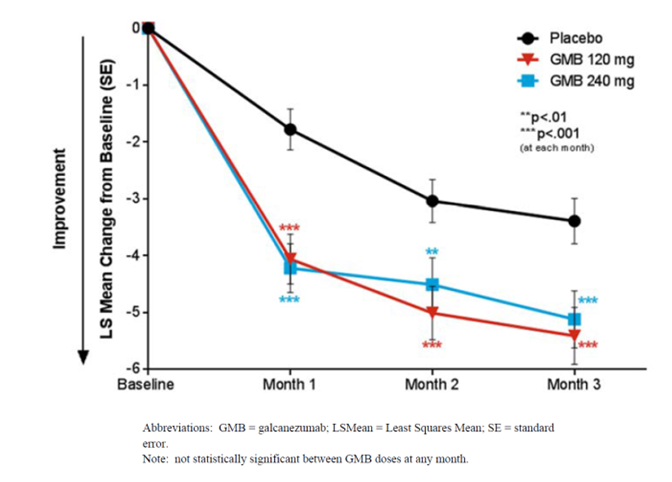 Placebo
GMB 120 mg
GMB 240 mg
**p<.01
***p<.001
(at each month)
Improvement
LS Mean Change from Baseline (SE)
0
-1
-2
-3
-4
-5
-6
***
***
**
***
***
***
Baseline
Month 1
Month 2
Month 3
Abbreviations: GMB = galcanezumab; LSMean = Least Squares Mean; SE = standard
error.
Note: not statistically significant between GMB doses at any month.